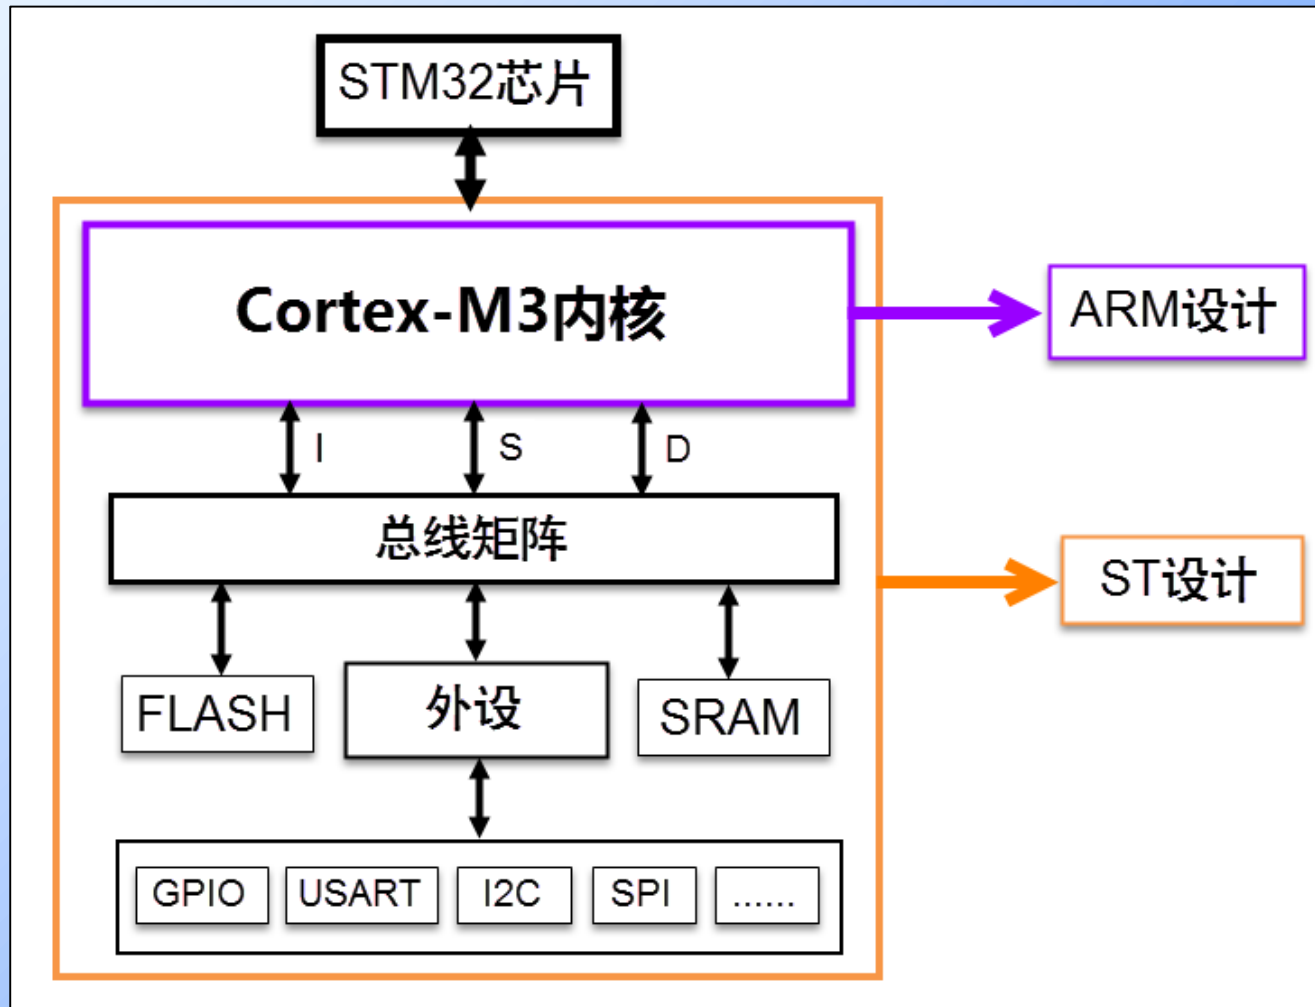 STM32芯片
Cortex-M3内核
ARM设计
I
S
D
总线矩阵
ST设计
FLASH
外设
SRAM
GPIO
USART
I2C
SPI
......